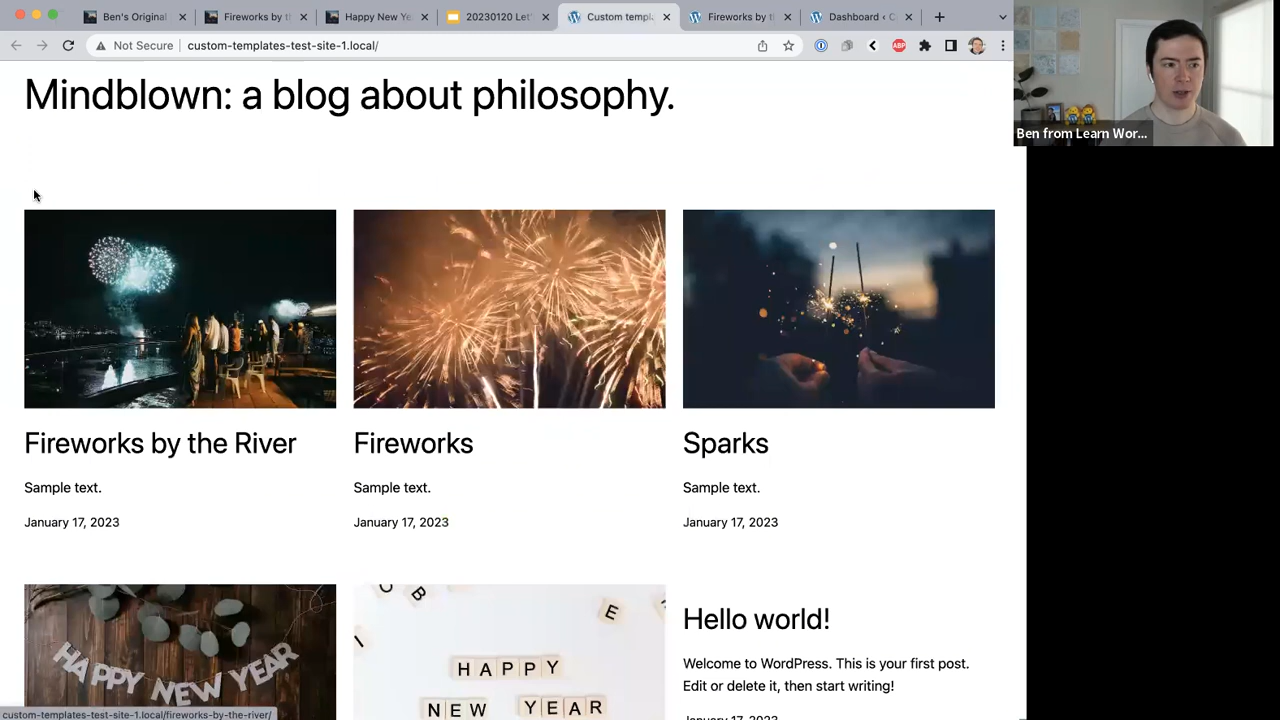 Ben's Original
Fireworks by t
Happy New Ye
20230120 Let'
Custom templ
Fireworks by t
Dashboard ‹ C
Not Secure
custom-templates-test-site-1.local/
ABP
Ben from Learn Wor...
Mindblown: a blog about philosophy.
Fireworks by the River
Fireworks
Sparks
Sample text.
Sample text.
Sample text.
January 17, 2023
January 17, 2023
January 17, 2023
HAPPY NEW YEAR
O B E
I
HAPPY
NEW YEAR
Hello world!
Welcome to WordPress. This is your first post.
Edit or delete it, then start writing!
January 17, 2023
custom-templates-test-site-1.local/fireworks-by-the-river/